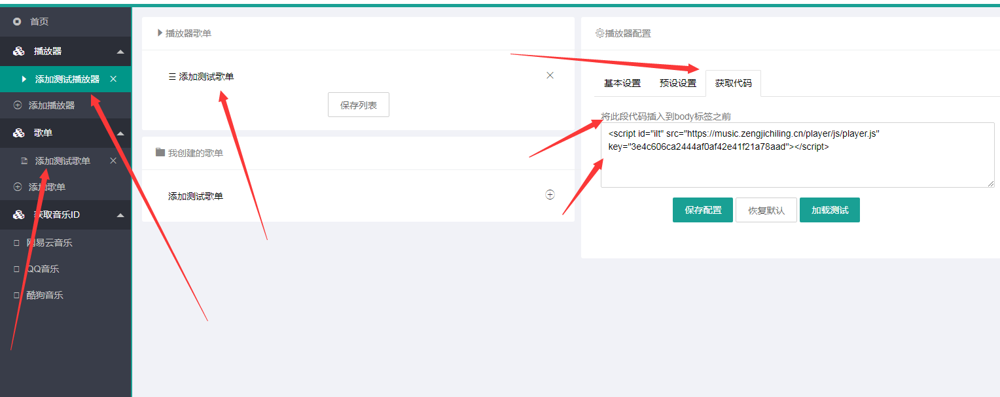 首页
播放器
添加测试播放器
添加播放器
歌单
添加测试歌单
添加歌单
获取音乐ID
网易云音乐
QQ音乐
酷狗音乐
播放器歌单
添加测试歌单
保存列表
我创建的歌单
添加测试歌单
播放器配置
基本设置 预设设置 获取代码
将此段代码插入到body标签之前
<script id="ilt" src="https://music.zengjichiling.cn/player/js/player.js"
key="3e4c606ca2444af0af42e41f21a78aad"></script>
保存配置 恢复默认 加载测试